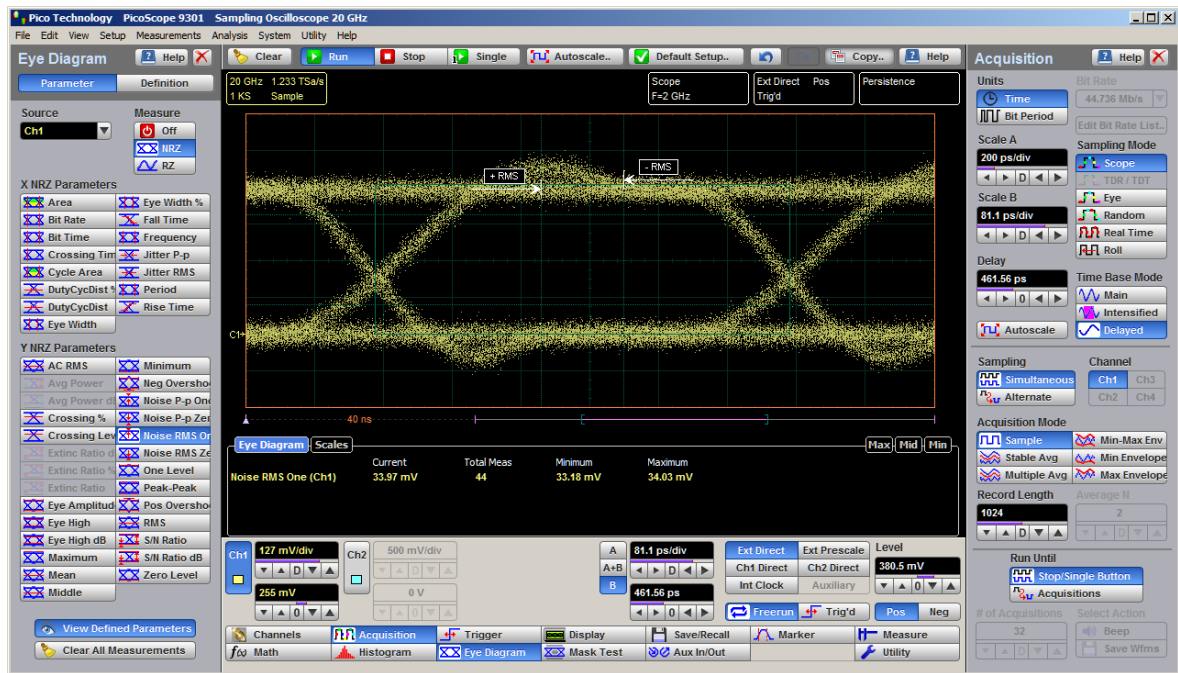 Pico Technology PicoScope 9301 Sampling Oscilloscope 20 GHz
File Edit View Setup Measurements Analysis System Utility Help
Eye Diagram Help
Parameter Definition
Source Measure
Ch1 Off
NRZ
RZ
X NRZ Parameters
Area Eye Width %
Bit Rate Fall Time
Bit Time Frequency
Crossing Tim Jitter P-p
Cycle Area Jitter RMS
DutyCycDist % Period
DutyCycDist Rise Time
Eye Width
Y NRZ Parameters
AC RMS Minimum
Avg Power Neg Oversho
Avg Power dB Noise P-p One
Crossing % Noise P-p Zer
Crossing Lev Noise RMS On
Extinc Ratio d Noise RMS Ze
Extinc Ratio % One Level
Extinc Ratio Peak-Peak
Eye Amplitud Pos Oversho
Eye High RMS
Eye High dB S/N Ratio
Maximum S/N Ratio dB
Mean Zero Level
Middle
View Defined Parameters
Clear All Measurements
Clear Run Stop Single Autoscale.. Default Setup.. Copy.. Help
20 GHz 1.233 TSa/s
1 KS Sample
Scope
F=2 GHz
Ext Direct Pos
Trig'd
Persistence
+ RMS
- RMS
C1+
40 ns
Eye Diagram Scales Max Mid Min
Current Total Meas Minimum Maximum
Noise RMS One (Ch1) 33.97 mV 44 33.18 mV 34.03 mV
Ch1 127 mV/div Ch2 500 mV/div
D D
255 mV 0 V
0 0
A 81.1 ps/div
A+B D
B 461.56 ps
0
Ext Direct Ext Prescale Level
Ch1 Direct Ch2 Direct 380.5 mV
Int Clock Auxiliary 0
Freerun Trig'd Pos Neg
Channels Acquisition Trigger Display Save/Recall Marker Measure
f(x) Math Histogram Eye Diagram Mask Test Aux In/Out Utility
Acquisition Help
Units Bit Rate
Time 44.736 Mb/s
Bit Period Edit Bit Rate List..
Scale A Sampling Mode
200 ps/div Scope
D TDR / TDT
Scale B Eye
81.1 ps/div Random
D Real Time
Roll
Delay
461.56 ps Time Base Mode
0 Main
Intensified
Autoscale Delayed
Sampling Channel
Simultaneous Ch1 Ch3
Alternate Ch2 Ch4
Acquisition Mode
Sample Min-Max Env
Stable Avg Min Envelope
Multiple Avg Max Envelope
Record Length Average N
1024 2
D D
Run Until
Stop/Single Button
Acquisitions
# of Acquisitions Select Action
32 Beep
D Save Wfms